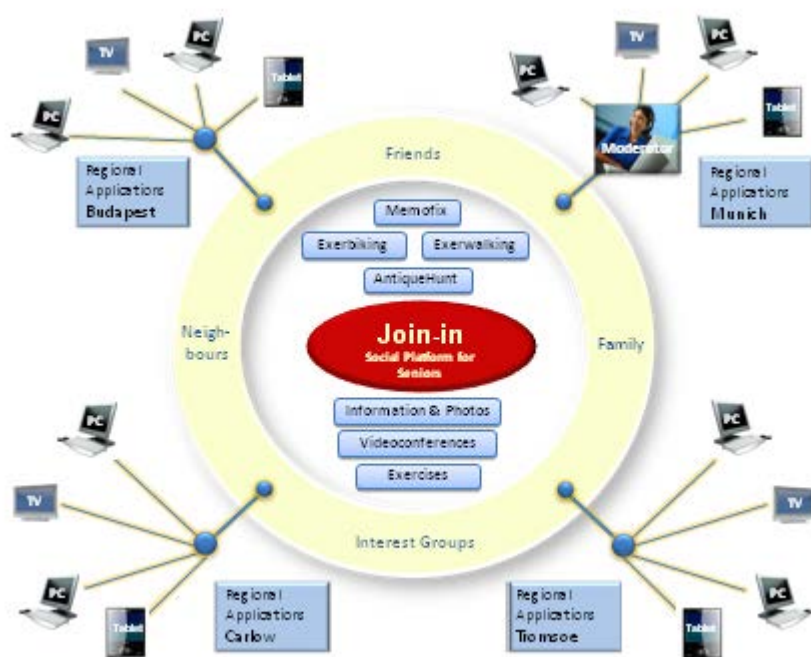 PC
TV
PC
Tablet
TV
PC
PC
Tablet
Moderator
Friends
Regional
Applications
Budapest
Regional
Applications
Munich
Memofix
Exerbiking
Exerwalking
AntiqueHunt
Neigh-
bours
Join-in
Social Platform for
Seniors
Family
Information & Photos
Videoconferences
Exercises
PC
PC
TV
TV
Interest Groups
PC
Tablet
Regional
Applications
Carlow
Regional
Applications
Tromsoe
Tablet
PC